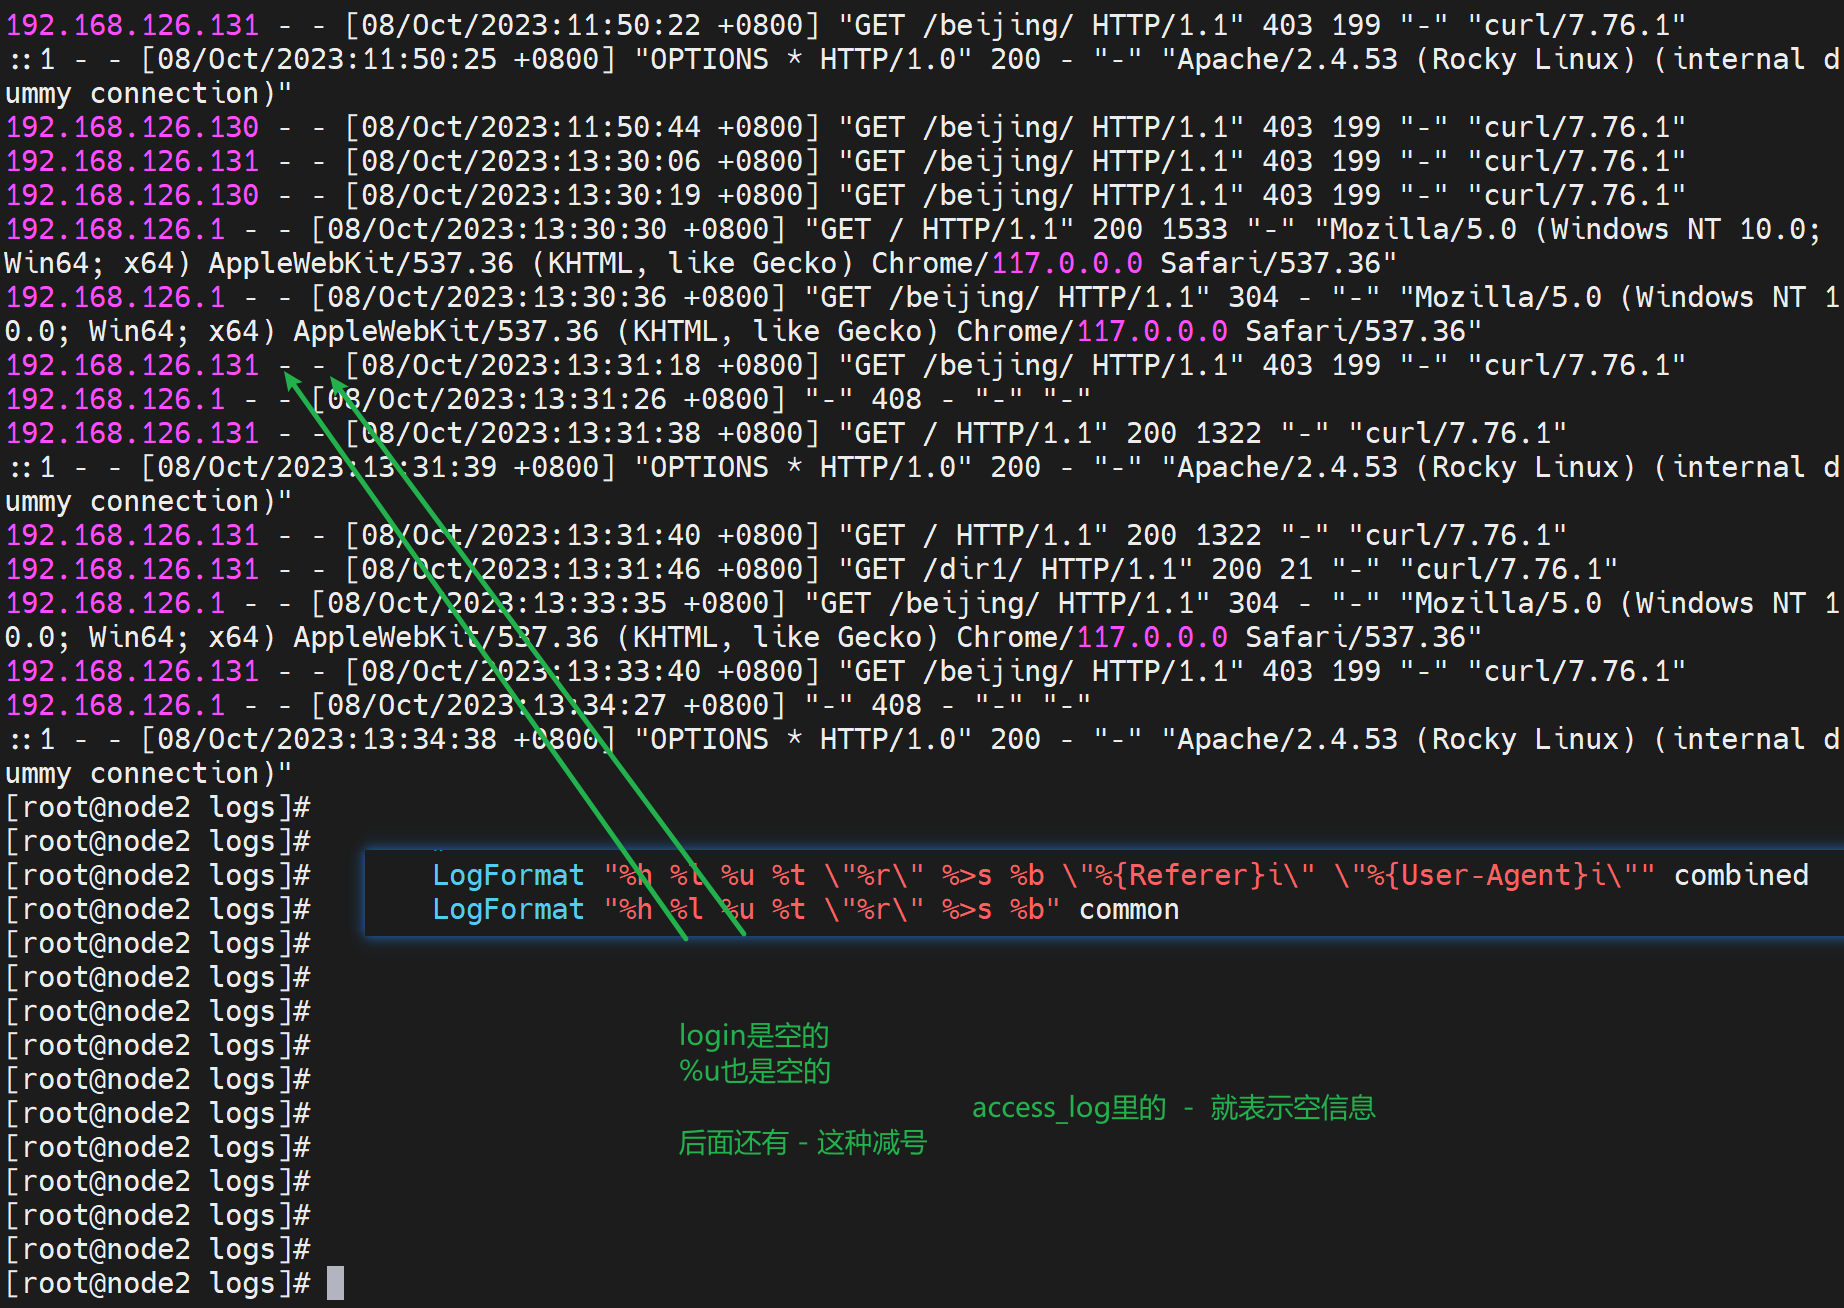 192.168.126.131 - - [08/Oct/2023:11:50:22 +0800] "GET /beijing/ HTTP/1.1" 403 199 "-" "curl/7.76.1"
::1 - - [08/Oct/2023:11:50:25 +0800] "OPTIONS * HTTP/1.0" 200 - "-" "Apache/2.4.53 (Rocky Linux) (internal d
ummy connection)"
192.168.126.130 - - [08/Oct/2023:11:50:44 +0800] "GET /beijing/ HTTP/1.1" 403 199 "-" "curl/7.76.1"
192.168.126.131 - - [08/Oct/2023:13:30:06 +0800] "GET /beijing/ HTTP/1.1" 403 199 "-" "curl/7.76.1"
192.168.126.130 - - [08/Oct/2023:13:30:19 +0800] "GET /beijing/ HTTP/1.1" 403 199 "-" "curl/7.76.1"
192.168.126.1 - - [08/Oct/2023:13:30:30 +0800] "GET / HTTP/1.1" 200 1533 "-" "Mozilla/5.0 (Windows NT 10.0;
Win64; x64) AppleWebKit/537.36 (KHTML, like Gecko) Chrome/117.0.0.0 Safari/537.36"
192.168.126.1 - - [08/Oct/2023:13:30:36 +0800] "GET /beijing/ HTTP/1.1" 304 - "-" "Mozilla/5.0 (Windows NT 1
0.0; Win64; x64) AppleWebKit/537.36 (KHTML, like Gecko) Chrome/117.0.0.0 Safari/537.36"
192.168.126.131 - - [08/Oct/2023:13:31:18 +0800] "GET /beijing/ HTTP/1.1" 403 199 "-" "curl/7.76.1"
192.168.126.1 - - [08/Oct/2023:13:31:26 +0800] "-" 408 - "-" "-"
192.168.126.131 - - [08/Oct/2023:13:31:38 +0800] "GET / HTTP/1.1" 200 1322 "-" "curl/7.76.1"
::1 - - [08/Oct/2023:13:31:39 +0800] "OPTIONS * HTTP/1.0" 200 - "-" "Apache/2.4.53 (Rocky Linux) (internal d
ummy connection)"
192.168.126.131 - - [08/Oct/2023:13:31:40 +0800] "GET / HTTP/1.1" 200 1322 "-" "curl/7.76.1"
192.168.126.131 - - [08/Oct/2023:13:31:46 +0800] "GET /dir1/ HTTP/1.1" 200 21 "-" "curl/7.76.1"
192.168.126.1 - - [08/Oct/2023:13:33:35 +0800] "GET /beijing/ HTTP/1.1" 304 - "-" "Mozilla/5.0 (Windows NT 1
0.0; Win64; x64) AppleWebKit/537.36 (KHTML, like Gecko) Chrome/117.0.0.0 Safari/537.36"
192.168.126.131 - - [08/Oct/2023:13:33:40 +0800] "GET /beijing/ HTTP/1.1" 403 199 "-" "curl/7.76.1"
192.168.126.1 - - [08/Oct/2023:13:34:27 +0800] "-" 408 - "-" "-"
::1 - - [08/Oct/2023:13:34:38 +0800] "OPTIONS * HTTP/1.0" 200 - "-" "Apache/2.4.53 (Rocky Linux) (internal d
ummy connection)"
[root@node2 logs]#
[root@node2 logs]#
[root@node2 logs]# LogFormat "%h %l %u %t \"%r\" %>s %b \"%{Referer}i\" \"%{User-Agent}i\"" combined
[root@node2 logs]# LogFormat "%h %l %u %t \"%r\" %>s %b" common
[root@node2 logs]#
[root@node2 logs]#
[root@node2 logs]#
[root@node2 logs]# login是空的
[root@node2 logs]# %u也是空的
[root@node2 logs]# access_log里的 - 就表示空信息
[root@node2 logs]# 后面还有 - 这种减号
[root@node2 logs]#
[root@node2 logs]#
[root@node2 logs]#
[root@node2 logs]#